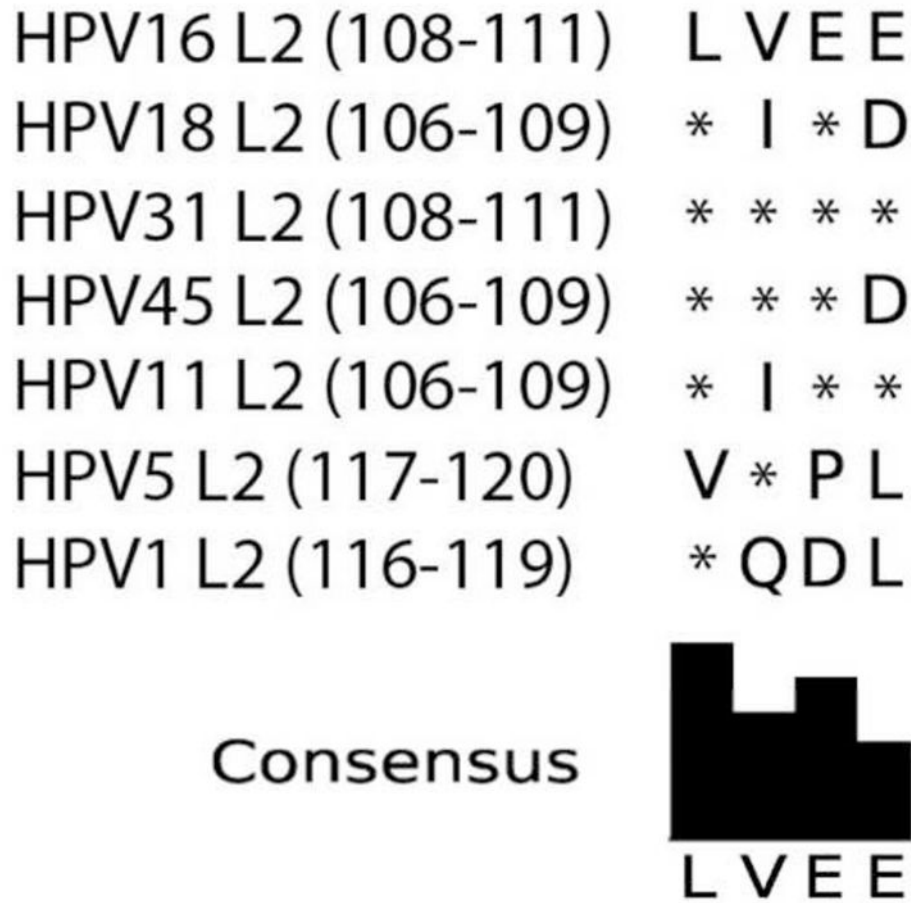 HPV16 L2 (108-111) L V E E
HPV18 L2 (106-109) * I * D
HPV31 L2 (108-111) * * * *
HPV45 L2 (106-109) * * * D
HPV11 L2 (106-109) * I * *
HPV5 L2 (117-120) V * P L
HPV1 L2 (116-119) * Q D L
Consensus
L V E E